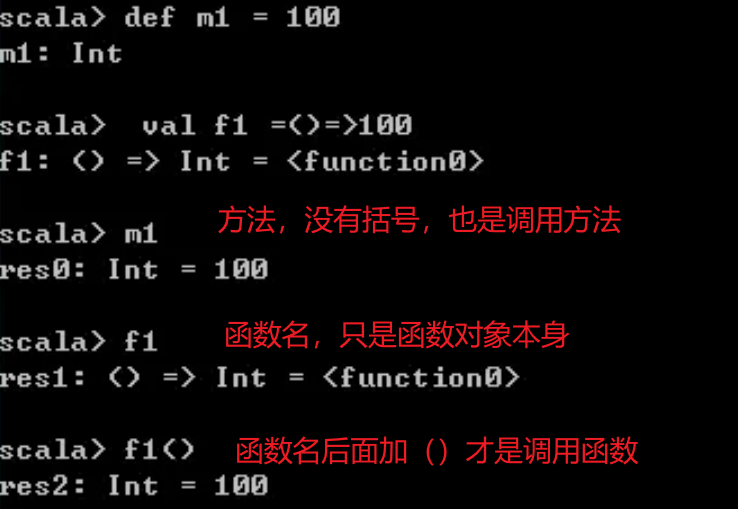 scala> def m1 = 100
m1: Int
scala>  val f1 =()=>100
f1: () => Int = <function0>
scala> m1
方法，没有括号，也是调用方法
res0: Int = 100
scala> f1
函数名，只是函数对象本身
res1: () => Int = <function0>
scala> f1()
函数名后面加（）才是调用函数
res2: Int = 100